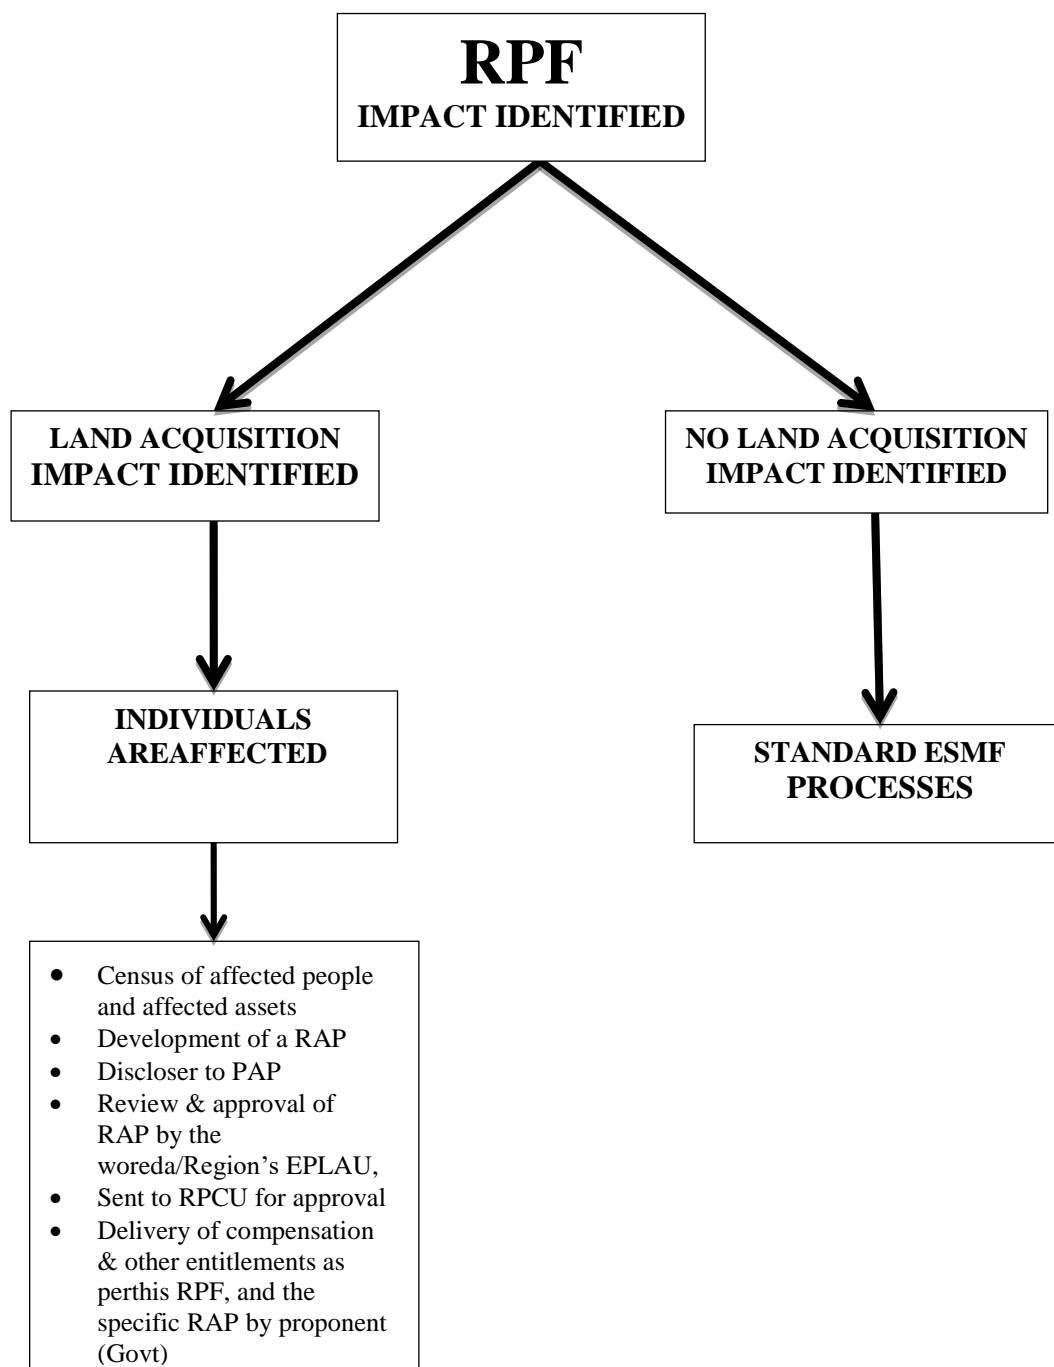 RPF
IMPACT IDENTIFIED
LAND ACQUISITION
IMPACT IDENTIFIED
NO LAND ACQUISITION
IMPACT IDENTIFIED
INDIVIDUALS
AREAFFECTED
STANDARD ESMF
PROCESSES
• Census of affected people
and affected assets
• Development of a RAP
• Discloser to PAP
• Review & approval of
RAP by the
woreda/Region’s EPLAU,
• Sent to RPCU for approval
• Delivery of compensation
& other entitlements as
perthis RPF, and the
specific RAP by proponent
(Govt)